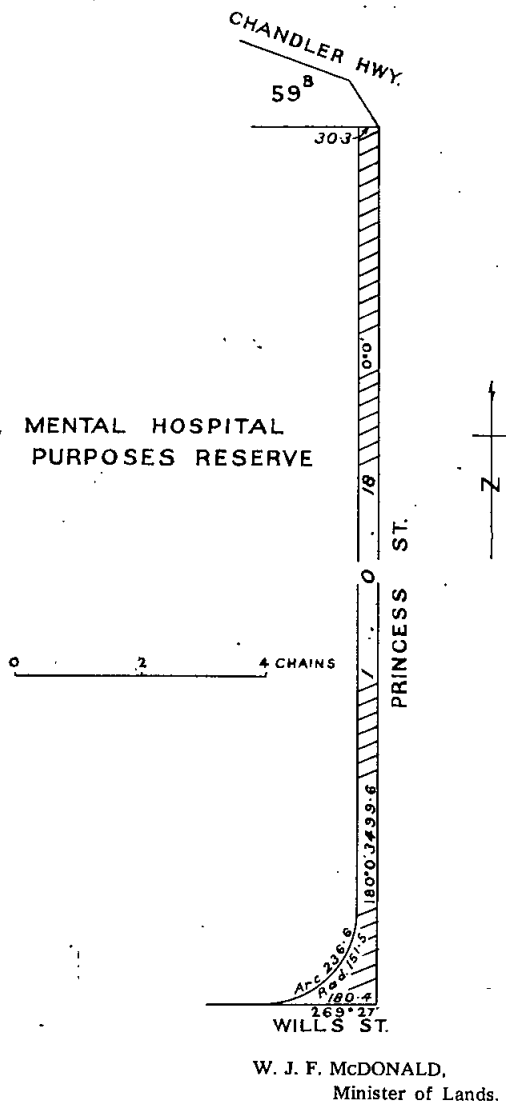 CHANDLER HWY.
59ᴮ
30·3
0°0'
MENTAL HOSPITAL
PURPOSES RESERVE
18
Z
0
PRINCESS ST.
0 2 4 CHAINS
1
180°0' 3499·6
Arc 236·6
Rad. 151·5
180·4
269°27'
WILLS ST.
W. J. F. McDONALD,
Minister of Lands.